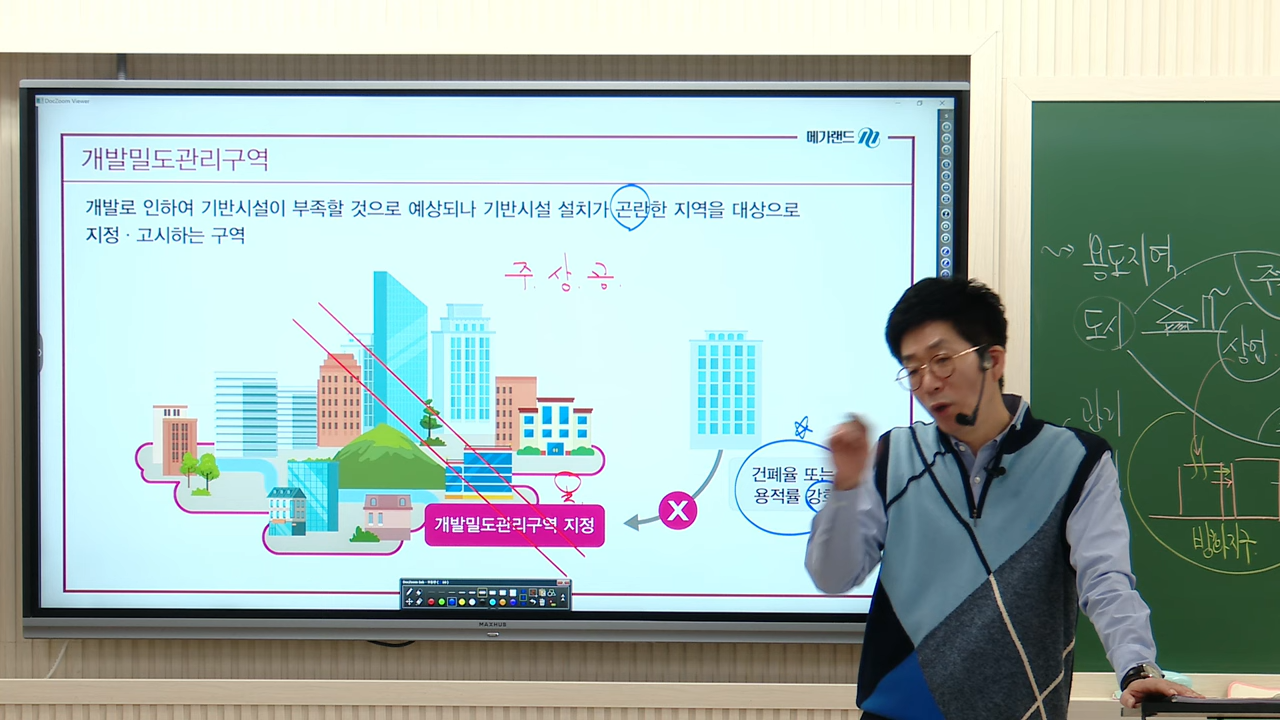 DocZoom Viewer
메가랜드
개발밀도관리구역
개발로 인하여 기반시설이 부족할 것으로 예상되나 기반시설 설치가 곤란한 지역을 대상으로
지정 · 고시하는 구역
주. 상. 공.
건폐율 또는
용적률 강화
X
개발밀도관리구역 지정
MAXHUB
용도지역
도시
주
상업
관리
방화지구